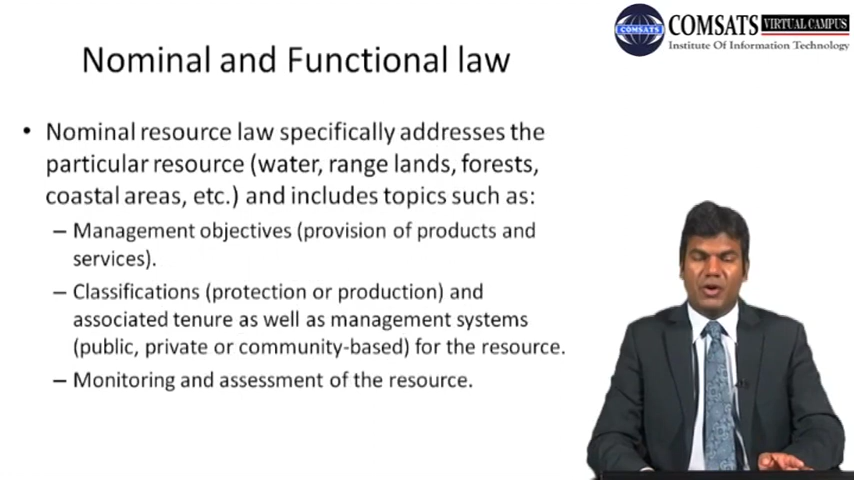 COMSATS VIRTUAL CAMPUS
Institute Of Information Technology
COMSATS
Nominal and Functional law
• Nominal resource law specifically addresses the
particular resource (water, range lands, forests,
coastal areas, etc.) and includes topics such as:
– Management objectives (provision of products and
services).
– Classifications (protection or production) and
associated tenure as well as management systems
(public, private or community-based) for the resource.
– Monitoring and assessment of the resource.